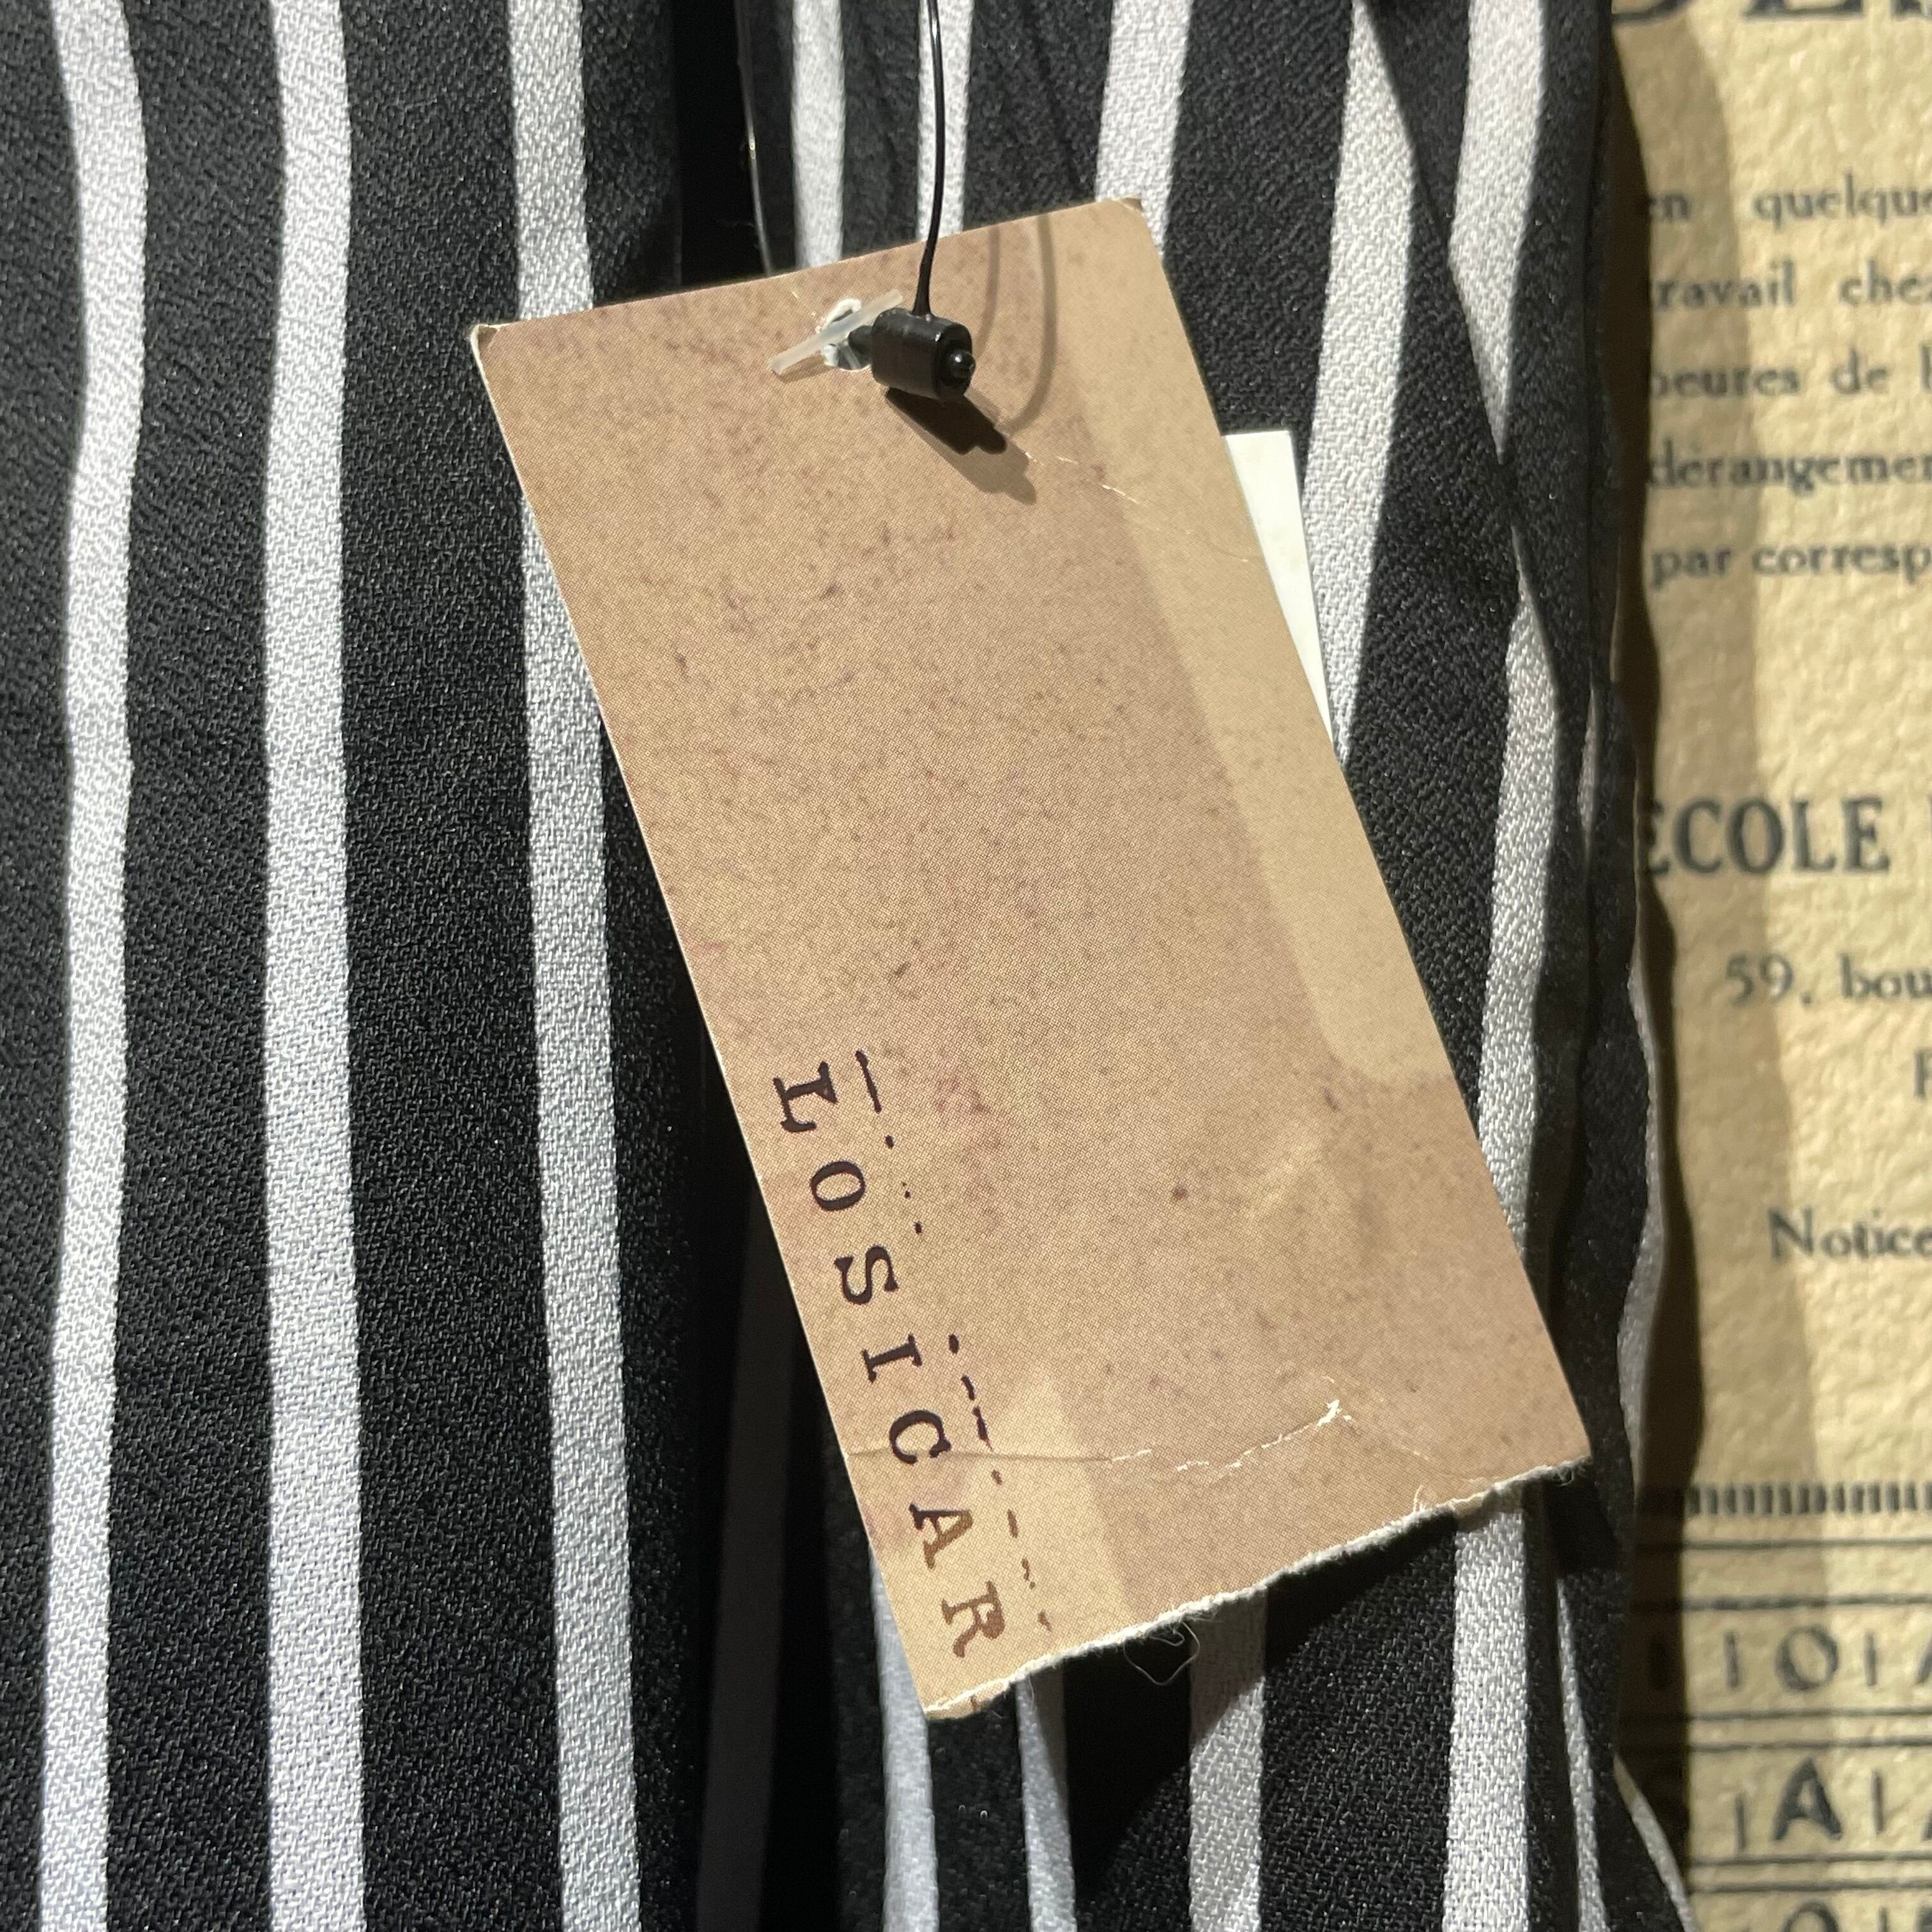 LOSICAR
en quelque
travail che
heures de
derangemen
par corresp
ECOLE
59, bou
Notice